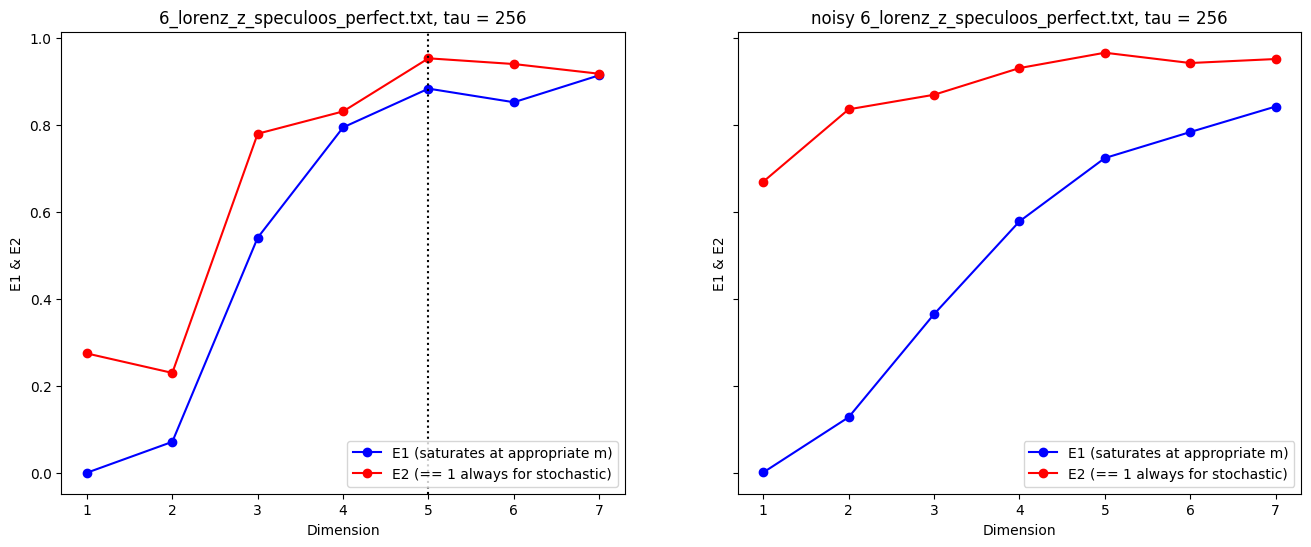 6_lorenz_z_speculoos_perfect.txt, tau = 256
1.0
0.8
0.6
0.4
0.2
0.0
E1 & E2
1 2 3 4 5 6 7
Dimension
E1 (saturates at appropriate m)
E2 (== 1 always for stochastic)
noisy 6_lorenz_z_speculoos_perfect.txt, tau = 256
E1 & E2
1 2 3 4 5 6 7
Dimension
E1 (saturates at appropriate m)
E2 (== 1 always for stochastic)